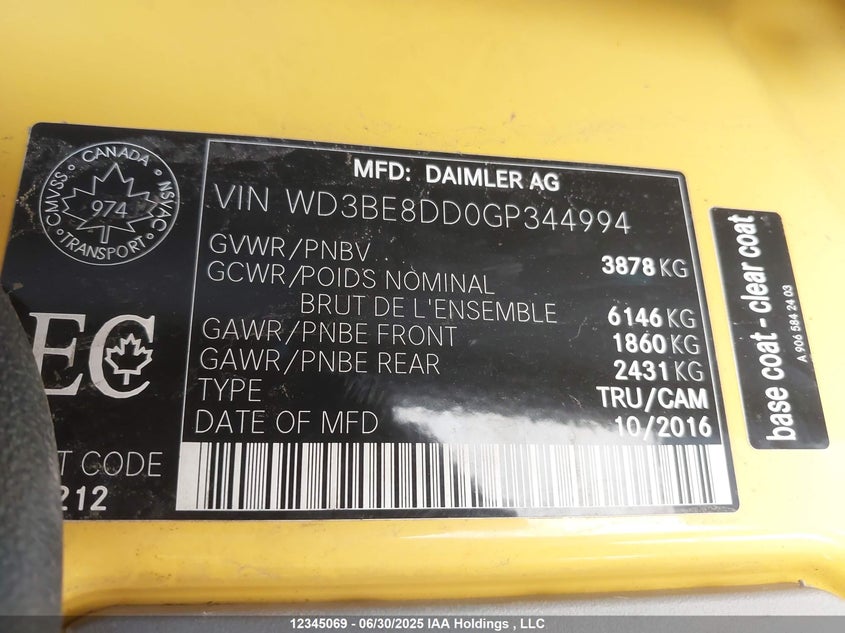 CANADA
CMVSS
NSVAC
974
TRANSPORT
MFD: DAIMLER AG
VIN WD3BE8DD0GP344994
GVWR/PNBV 3878 KG
GCWR/POIDS NOMINAL
BRUT DE L'ENSEMBLE 6146 KG
GAWR/PNBE FRONT 1860 KG
GAWR/PNBE REAR 2431 KG
TYPE TRU/CAM
DATE OF MFD 10/2016
EC
T CODE
212
base coat - clear coat
A 906 584 24 03
12345069 - 06/30/2025 IAA Holdings , LLC